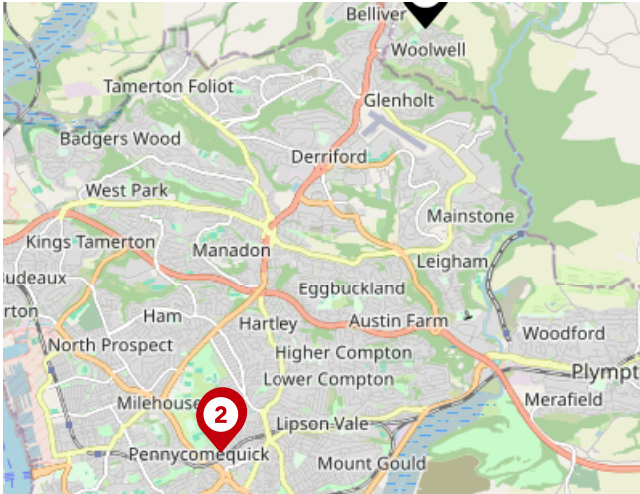 Belliver
Woolwell
Tamerton Foliot
Glenholt
Badgers Wood
Derriford
West Park
Mainstone
Kings Tamerton
Manadon
Leigham
Budeaux
Eggbuckland
rton
Ham
Hartley
Austin Farm
Woodford
North Prospect
Higher Compton
Plympt
Lower Compton
Merafield
Milehouse
2
Lipson Vale
Pennycomequick
Mount Gould